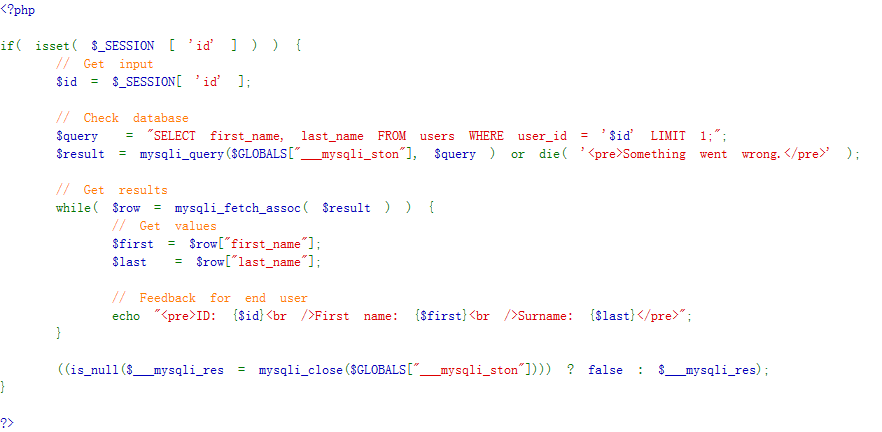 <?php
if( isset( $_SESSION [ 'id' ] ) ) {
// Get input
$id = $_SESSION[ 'id' ];
// Check database
$query = "SELECT first_name, last_name FROM users WHERE user_id = '$id' LIMIT 1;";
$result = mysqli_query($GLOBALS["___mysqli_ston"], $query ) or die( '<pre>Something went wrong.</pre>' );
// Get results
while( $row = mysqli_fetch_assoc( $result ) ) {
// Get values
$first = $row["first_name"];
$last = $row["last_name"];
// Feedback for end user
echo "<pre>ID: {$id}<br />First name: {$first}<br />Surname: {$last}</pre>";
}
((is_null($___mysqli_res = mysqli_close($GLOBALS["___mysqli_ston"]))) ? false : $___mysqli_res);
}
?>